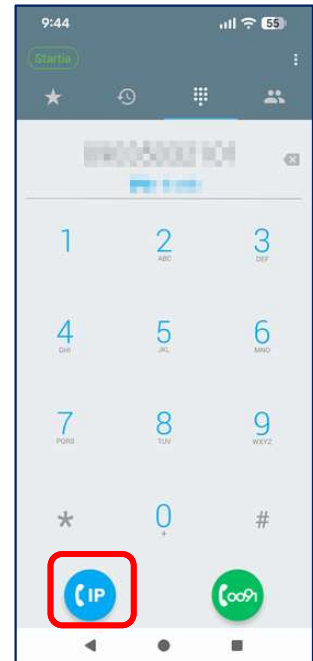 9:44 55
Startia
1 2 3
ABC DEF
4 5 6
GHI JKL MNO
7 8 9
PQRS TUV WXYZ
* 0 #
+
IP 0091